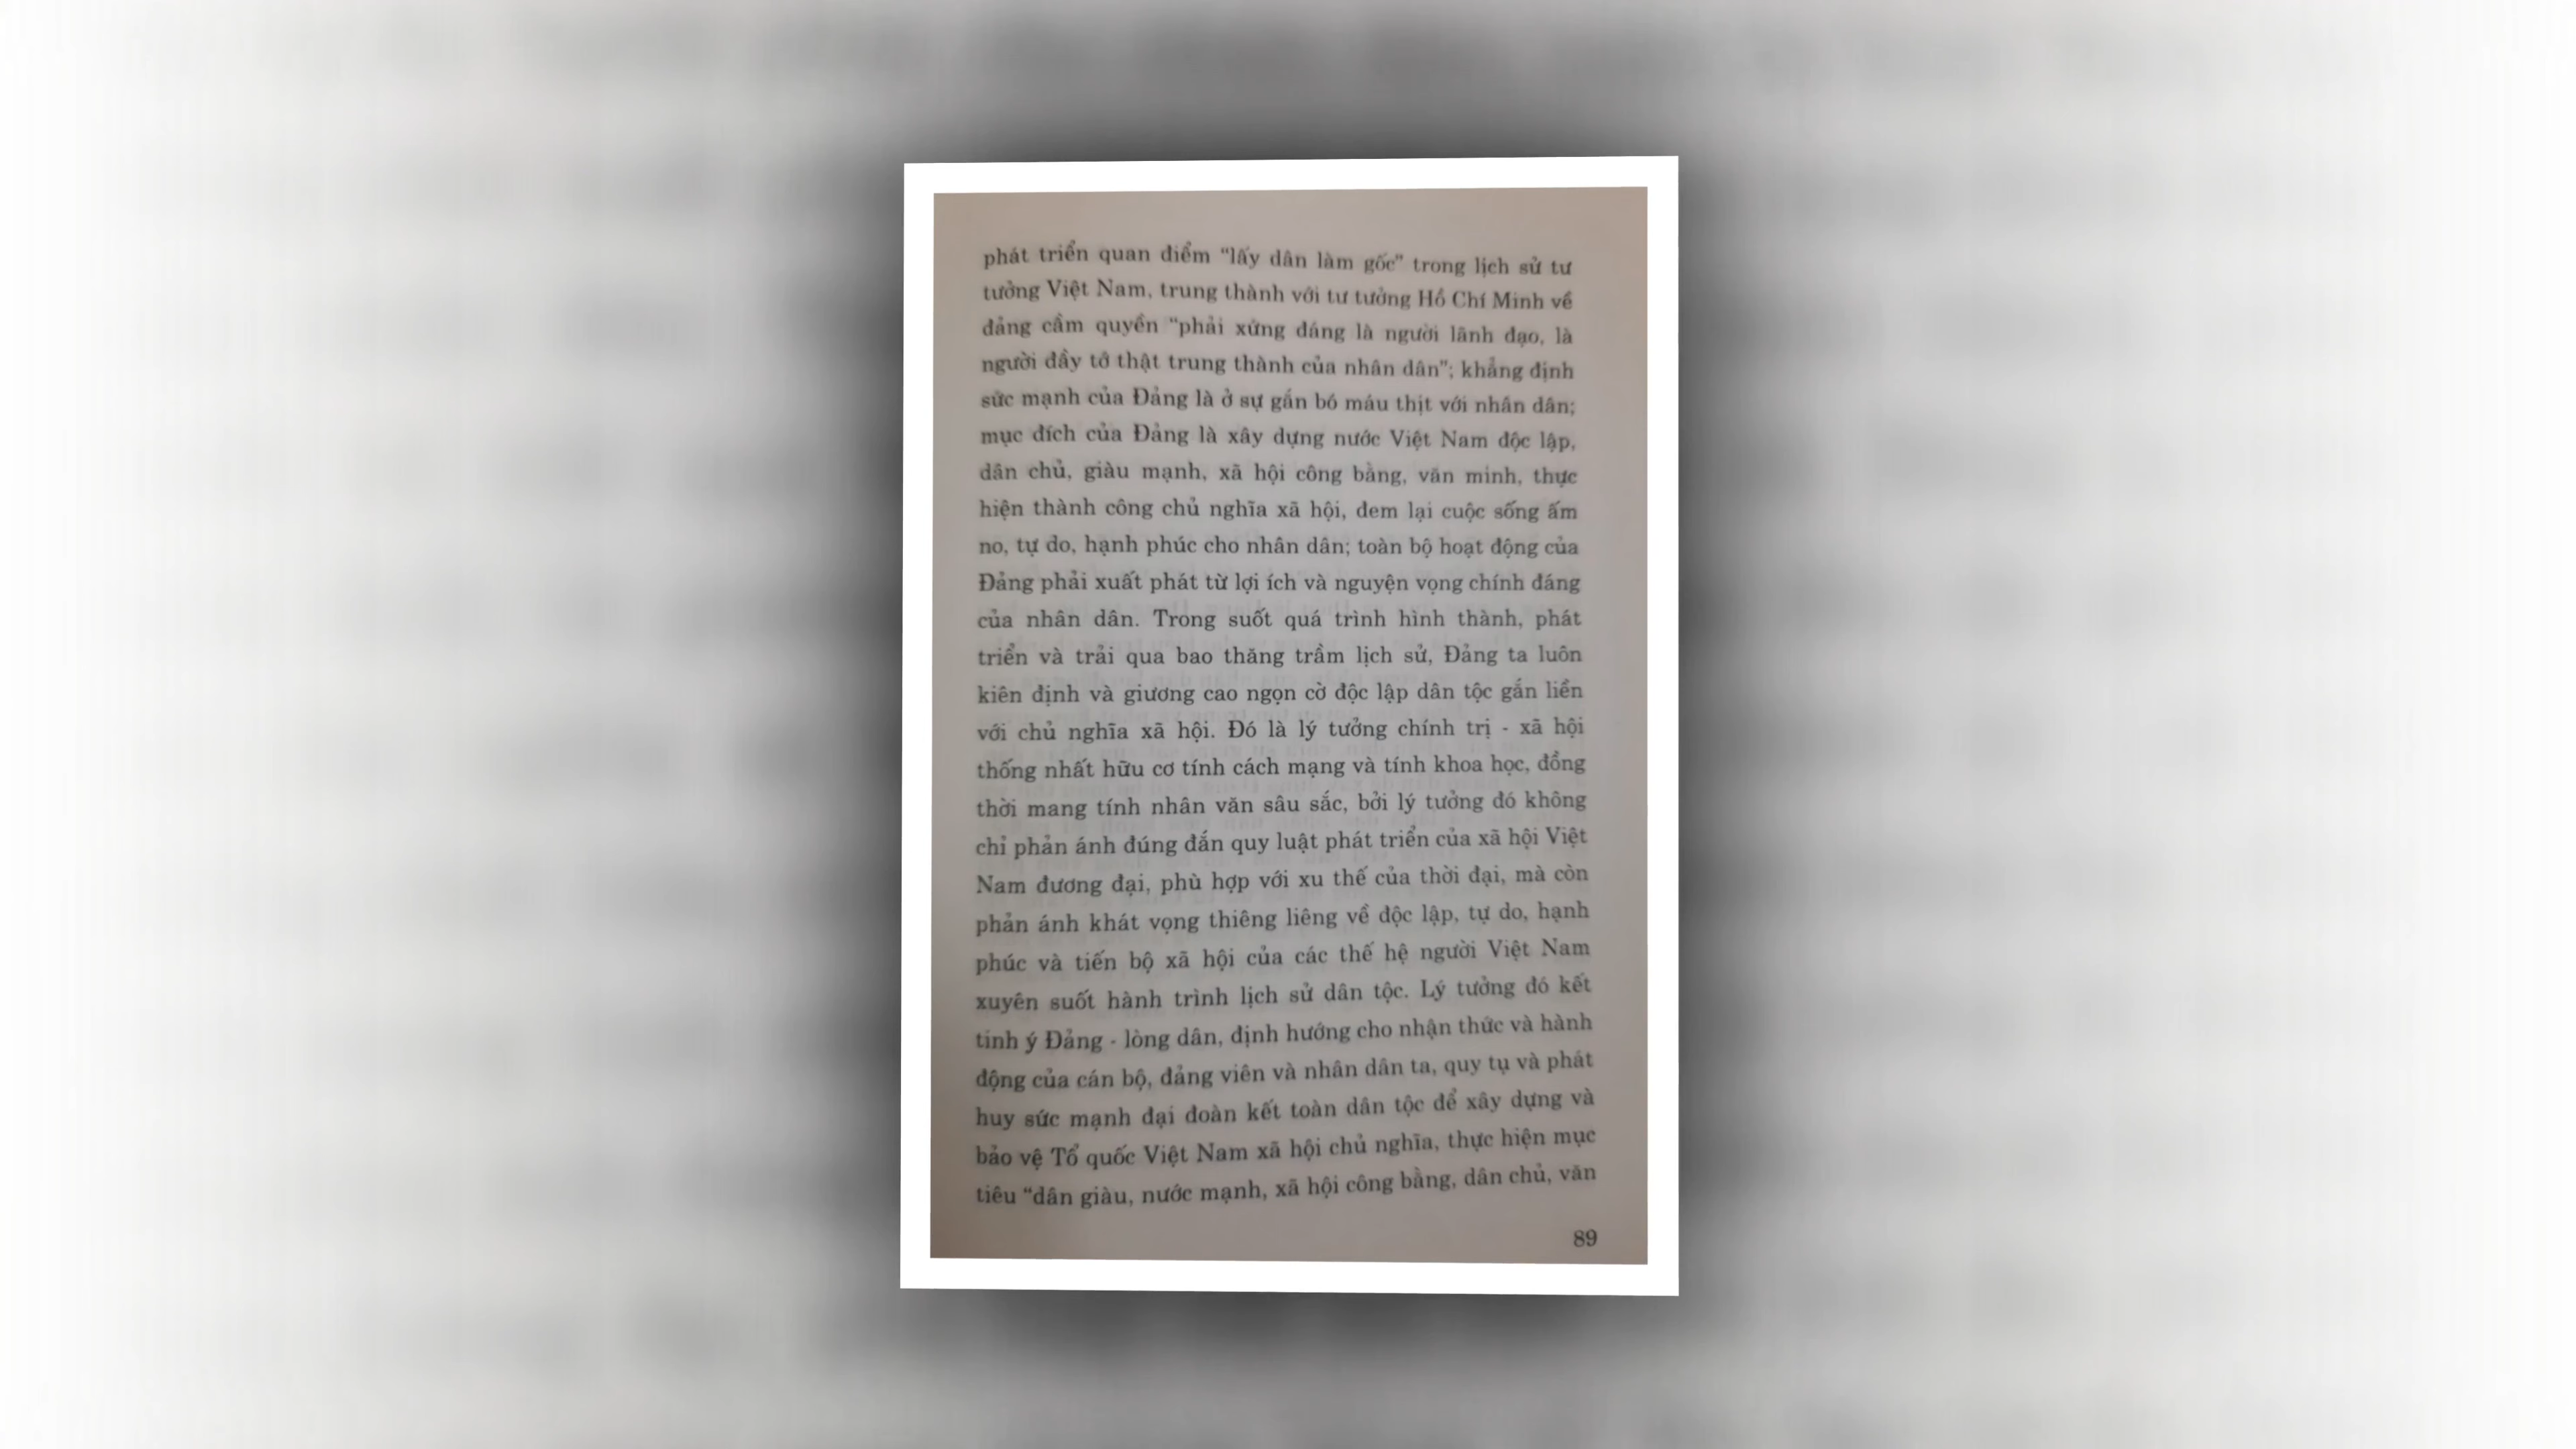 phát triển quan điểm “lấy dân làm gốc” trong lịch sử tư
tưởng Việt Nam, trung thành với tư tưởng Hồ Chí Minh về
đảng cầm quyền “phải xứng đáng là người lãnh đạo, là
người đầy tớ thật trung thành của nhân dân”; khẳng định
sức mạnh của Đảng là ở sự gắn bó máu thịt với nhân dân;
mục đích của Đảng là xây dựng nước Việt Nam độc lập,
dân chủ, giàu mạnh, xã hội công bằng, văn minh, thực
hiện thành công chủ nghĩa xã hội, đem lại cuộc sống ấm
no, tự do, hạnh phúc cho nhân dân; toàn bộ hoạt động của
Đảng phải xuất phát từ lợi ích và nguyện vọng chính đáng
của nhân dân. Trong suốt quá trình hình thành, phát
triển và trải qua bao thăng trầm lịch sử, Đảng ta luôn
kiên định và giương cao ngọn cờ độc lập dân tộc gắn liền
với chủ nghĩa xã hội. Đó là lý tưởng chính trị - xã hội
thống nhất hữu cơ tính cách mạng và tính khoa học, đồng
thời mang tính nhân văn sâu sắc, bởi lý tưởng đó không
chỉ phản ánh đúng đắn quy luật phát triển của xã hội Việt
Nam đương đại, phù hợp với xu thế của thời đại, mà còn
phản ánh khát vọng thiêng liêng về độc lập, tự do, hạnh
phúc và tiến bộ xã hội của các thế hệ người Việt Nam
xuyên suốt hành trình lịch sử dân tộc. Lý tưởng đó kết
tinh ý Đảng - lòng dân, định hướng cho nhận thức và hành
động của cán bộ, đảng viên và nhân dân ta, quy tụ và phát
huy sức mạnh đại đoàn kết toàn dân tộc để xây dựng và
bảo vệ Tổ quốc Việt Nam xã hội chủ nghĩa, thực hiện mục
tiêu “dân giàu, nước mạnh, xã hội công bằng, dân chủ, văn
89